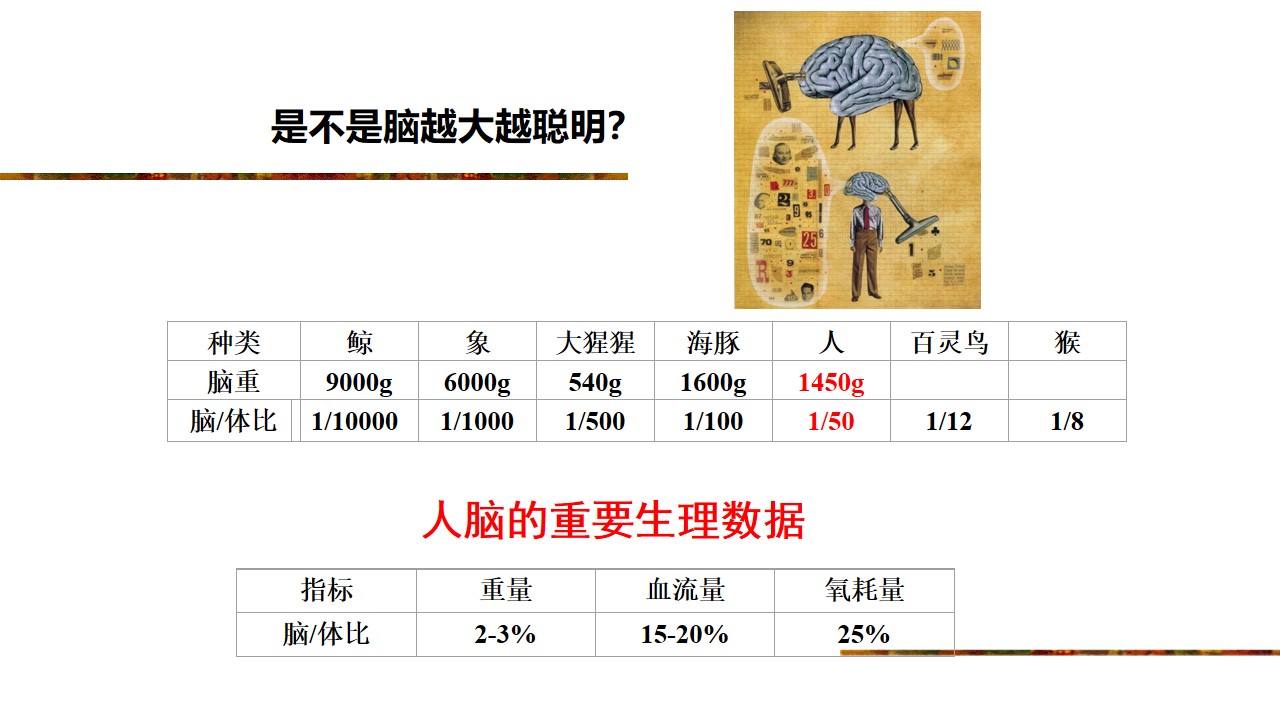 是不是脑越大越聪明?
种类 鲸 象 大猩猩 海豚 人 百灵鸟 猴
脑重 9000g 6000g 540g 1600g 1450g
脑/体比 1/10000 1/1000 1/500 1/100 1/50 1/12 1/8
人脑的重要生理数据
指标 重量 血流量 氧耗量
脑/体比 2-3% 15-20% 25%